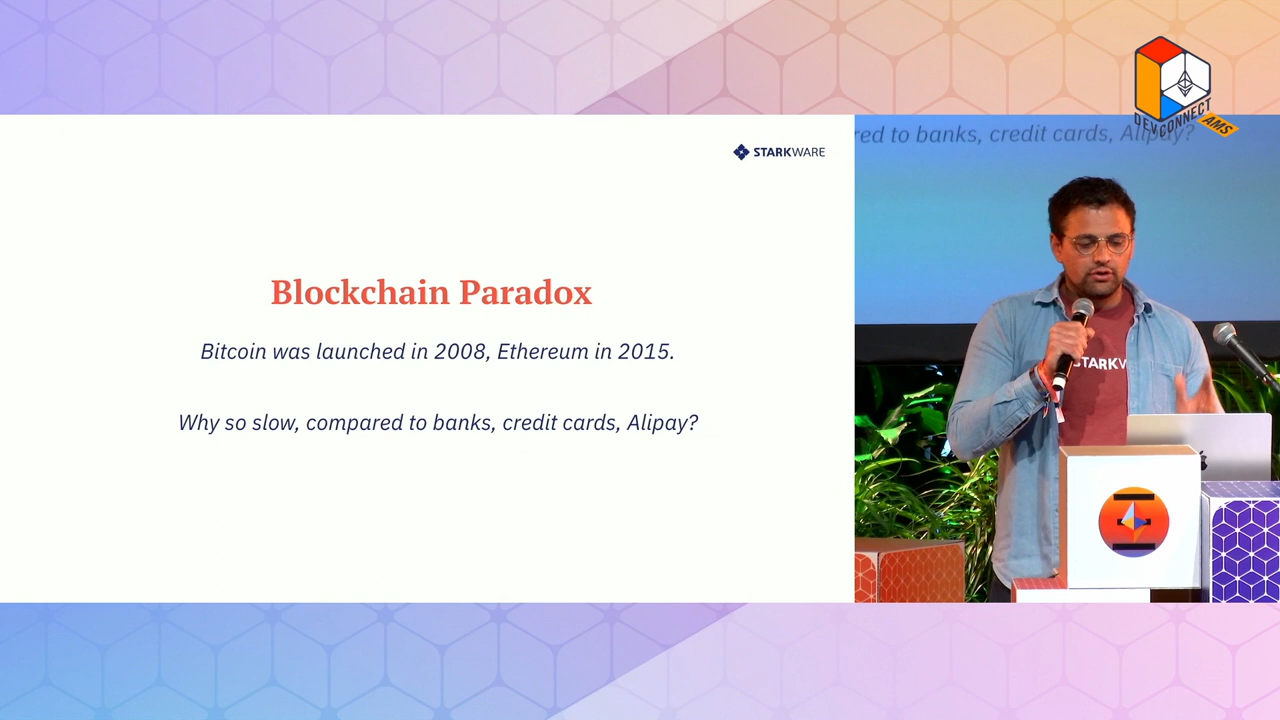 STARKWARE
Blockchain Paradox
Bitcoin was launched in 2008, Ethereum in 2015.
Why so slow, compared to banks, credit cards, Alipay?
DEVCONNECT
AMS
red to banks, credit cards, Alipay?
STARKW